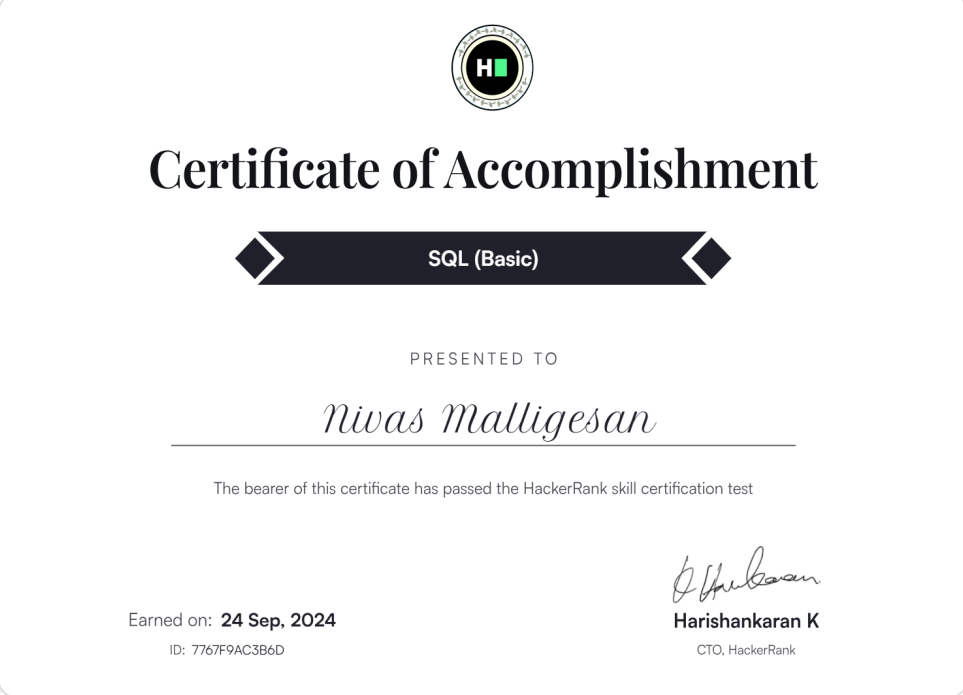 H
Certificate of Accomplishment
SQL (Basic)
PRESENTED TO
Nivas Malligesan
The bearer of this certificate has passed the HackerRank skill certification test
Earned on: 24 Sep, 2024
ID: 7767F9AC3B6D
Harishankaran K
CTO, HackerRank